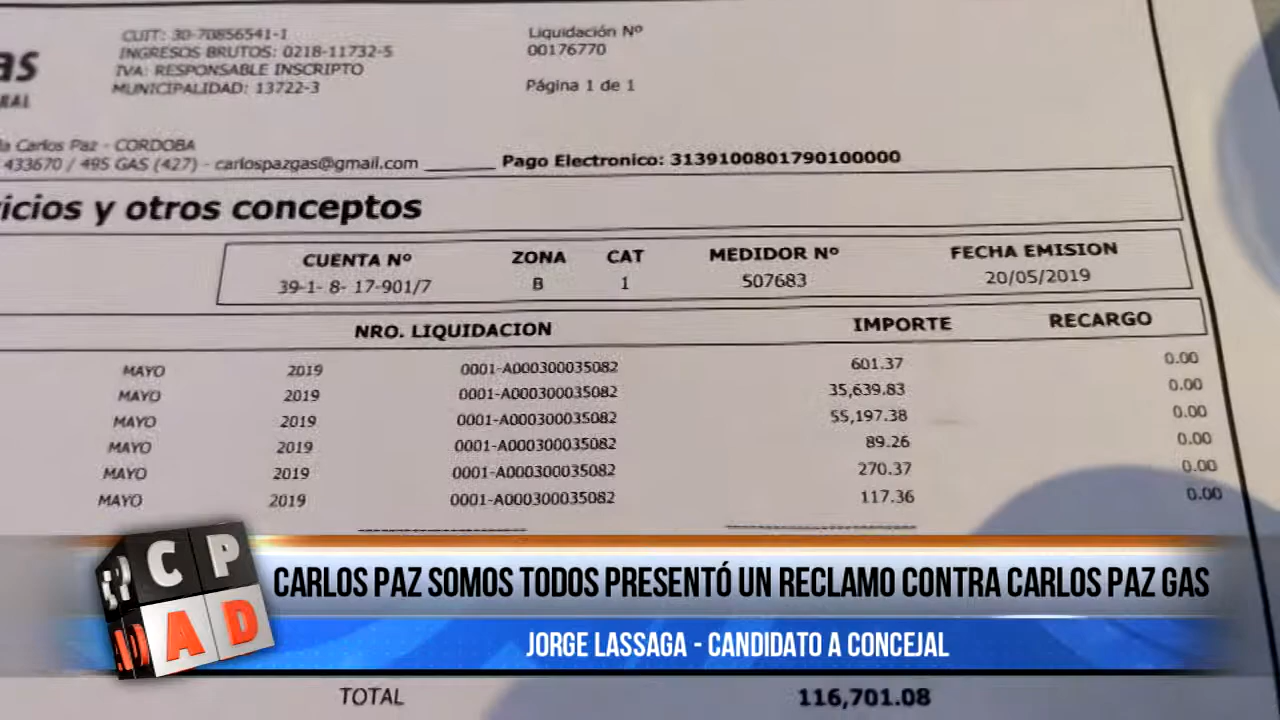 CUIT: 30-70856541-1
INGRESOS BRUTOS: 0218-11732-5
IVA: RESPONSABLE INSCRIPTO
MUNICIPALIDAD: 13722-3
Liquidación Nº
00176770
Página 1 de 1
as
RAL
la Carlos Paz - CORDOBA
433670 / 495 GAS (427) - carlospazgas@gmail.com
Pago Electronico: 3139100801790100000
icios y otros conceptos
CUENTA Nº ZONA CAT MEDIDOR Nº FECHA EMISION
39-1- 8- 17-901/7 B 1 507683 20/05/2019
NRO. LIQUIDACION IMPORTE RECARGO
MAYO 2019 0001-A000300035082 601.37 0.00
MAYO 2019 0001-A000300035082 35,639.83 0.00
MAYO 2019 0001-A000300035082 55,197.38 0.00
MAYO 2019 0001-A000300035082 89.26 0.00
MAYO 2019 0001-A000300035082 270.37 0.00
MAYO 2019 0001-A000300035082 117.36 0.00
CP
AD
CARLOS PAZ SOMOS TODOS PRESENTÓ UN RECLAMO CONTRA CARLOS PAZ GAS
JORGE LASSAGA - CANDIDATO A CONCEJAL
TOTAL 116,701.08